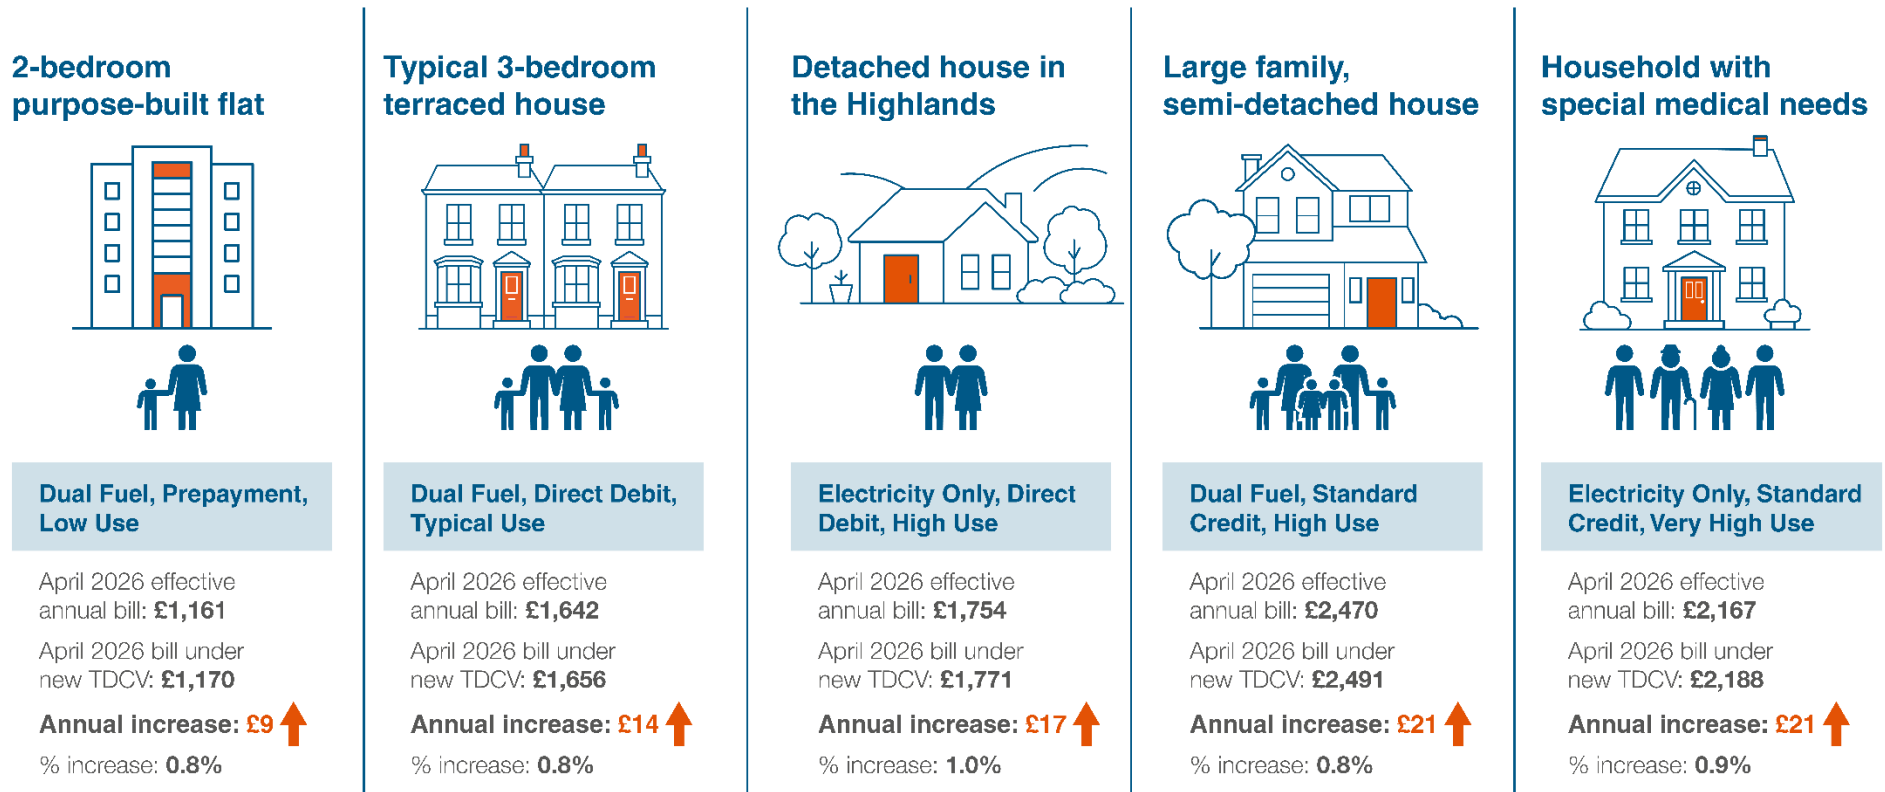 2-bedroom
purpose-built flat
Dual Fuel, Prepayment,
Low Use
April 2026 effective
annual bill: £1,161
April 2026 bill under
new TDCV: £1,170
Annual increase: £9
% increase: 0.8%
Typical 3-bedroom
terraced house
Dual Fuel, Direct Debit,
Typical Use
April 2026 effective
annual bill: £1,642
April 2026 bill under
new TDCV: £1,656
Annual increase: £14
% increase: 0.8%
Detached house in
the Highlands
Electricity Only, Direct
Debit, High Use
April 2026 effective
annual bill: £1,754
April 2026 bill under
new TDCV: £1,771
Annual increase: £17
% increase: 1.0%
Large family,
semi-detached house
Dual Fuel, Standard
Credit, High Use
April 2026 effective
annual bill: £2,470
April 2026 bill under
new TDCV: £2,491
Annual increase: £21
% increase: 0.8%
Household with
special medical needs
Electricity Only, Standard
Credit, Very High Use
April 2026 effective
annual bill: £2,167
April 2026 bill under
new TDCV: £2,188
Annual increase: £21
% increase: 0.9%